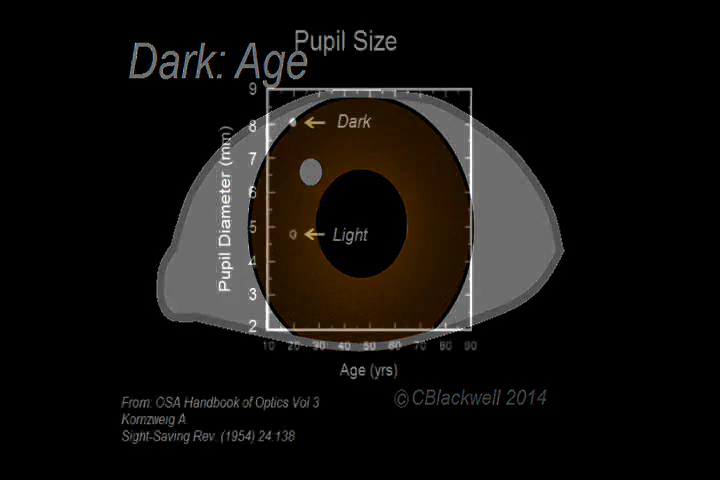 Pupil Size
Dark: Age
9
8
7
6
5
4
3
2
Pupil Diameter (mm)
Dark
Light
10 20 30 40 50 60 70 80 90
Age (yrs)
From: OSA Handbook of Optics Vol 3
Kornzweig A.
Sight-Saving Rev. (1954) 24:138
© CBlackwell 2014